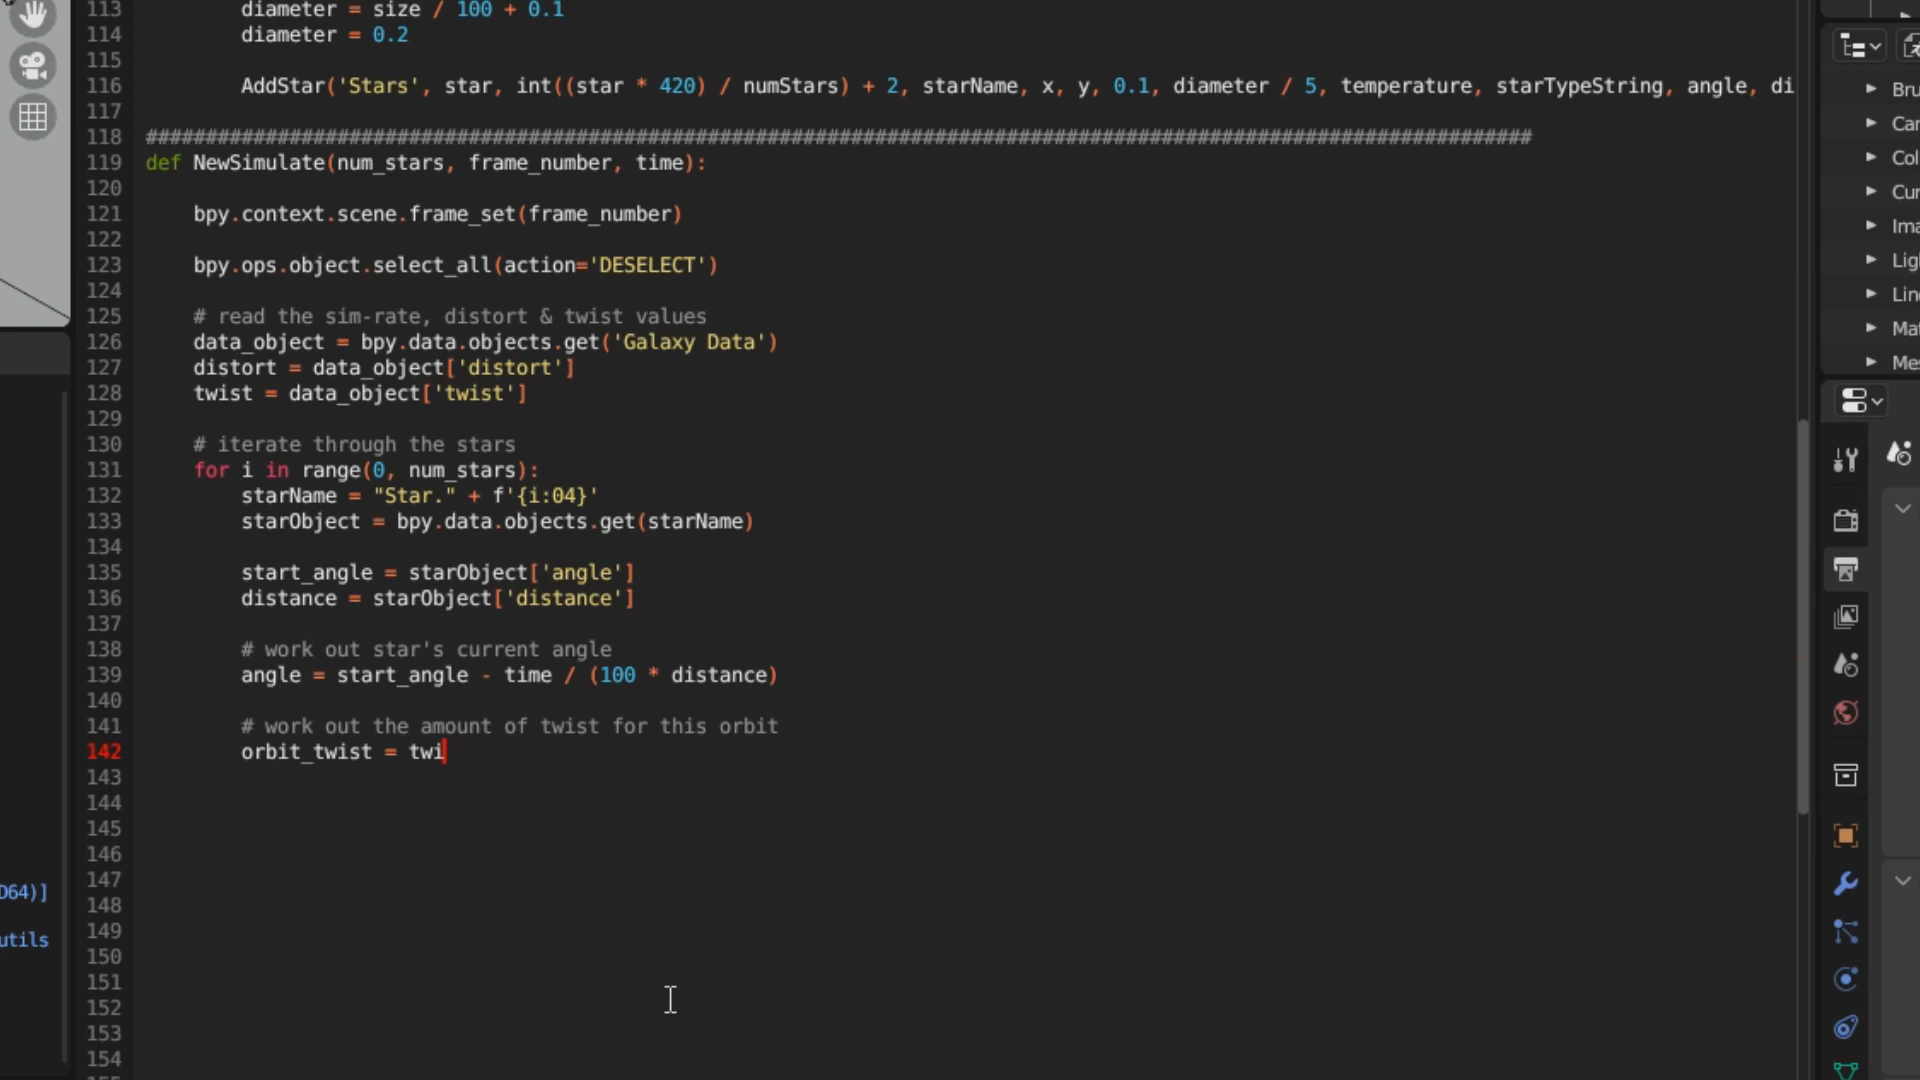 113 diameter = size / 100 + 0.1
114 diameter = 0.2
115
116 AddStar('Stars', star, int((star * 420) / numStars) + 2, starName, x, y, 0.1, diameter / 5, temperature, starTypeString, angle, di
117
118 ####################################################################################################################
119 def NewSimulate(num_stars, frame_number, time):
120
121 bpy.context.scene.frame_set(frame_number)
122
123 bpy.ops.object.select_all(action='DESELECT')
124
125 # read the sim-rate, distort & twist values
126 data_object = bpy.data.objects.get('Galaxy Data')
127 distort = data_object['distort']
128 twist = data_object['twist']
129
130 # iterate through the stars
131 for i in range(0, num_stars):
132 starName = "Star." + f'{i:04}'
133 starObject = bpy.data.objects.get(starName)
134
135 start_angle = starObject['angle']
136 distance = starObject['distance']
137
138 # work out star's current angle
139 angle = start_angle - time / (100 * distance)
140
141 # work out the amount of twist for this orbit
142 orbit_twist = twi
143
144
145
146
147
148
149
150
151
152
153
154
D64)]
utils
Bru
Car
Col
Cur
Ima
Lig
Lin
Mat
Mes